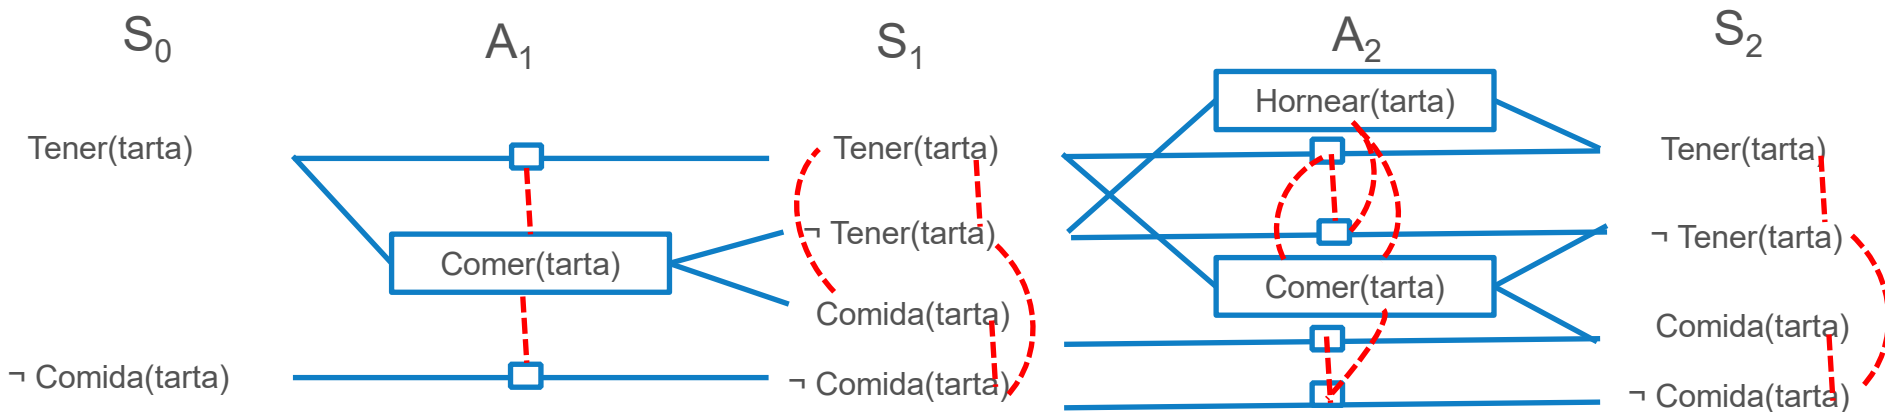 S0
A1
S1
A2
S2
Tener(tarta)
¬ Comida(tarta)
Comer(tarta)
Tener(tarta)
¬ Tener(tarta)
Comida(tarta)
¬ Comida(tarta)
Hornear(tarta)
Comer(tarta)
Tener(tarta)
¬ Tener(tarta)
Comida(tarta)
¬ Comida(tarta)